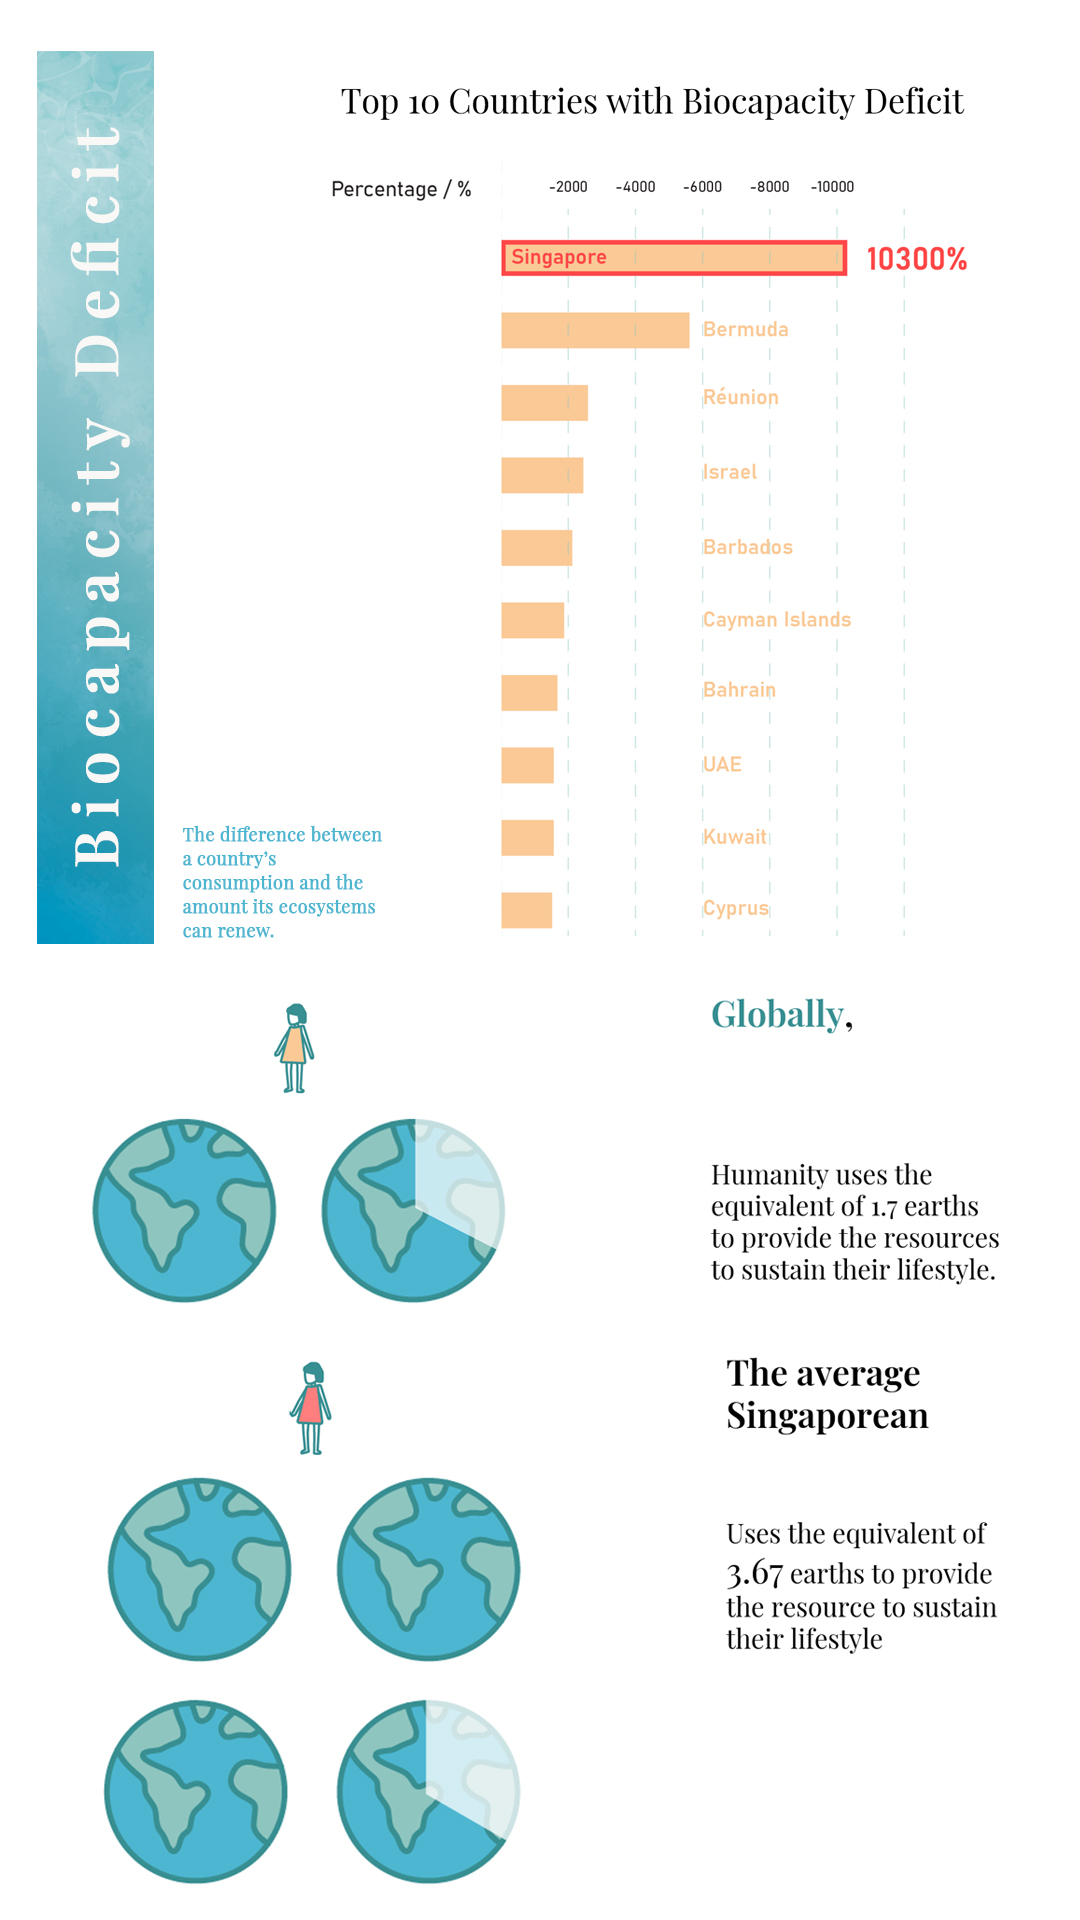 Biocapacity Deficit
Top 10 Countries with Biocapacity Deficit
Percentage / %
-2000 -4000 -6000 -8000 -10000
Singapore 10300%
Bermuda
Réunion
Israel
Barbados
Cayman Islands
Bahrain
UAE
Kuwait
Cyprus
The difference between
a country's
consumption and the
amount its ecosystems
can renew.
Globally,
Humanity uses the
equivalent of 1.7 earths
to provide the resources
to sustain their lifestyle.
The average
Singaporean
Uses the equivalent of
3.67 earths to provide
the resource to sustain
their lifestyle